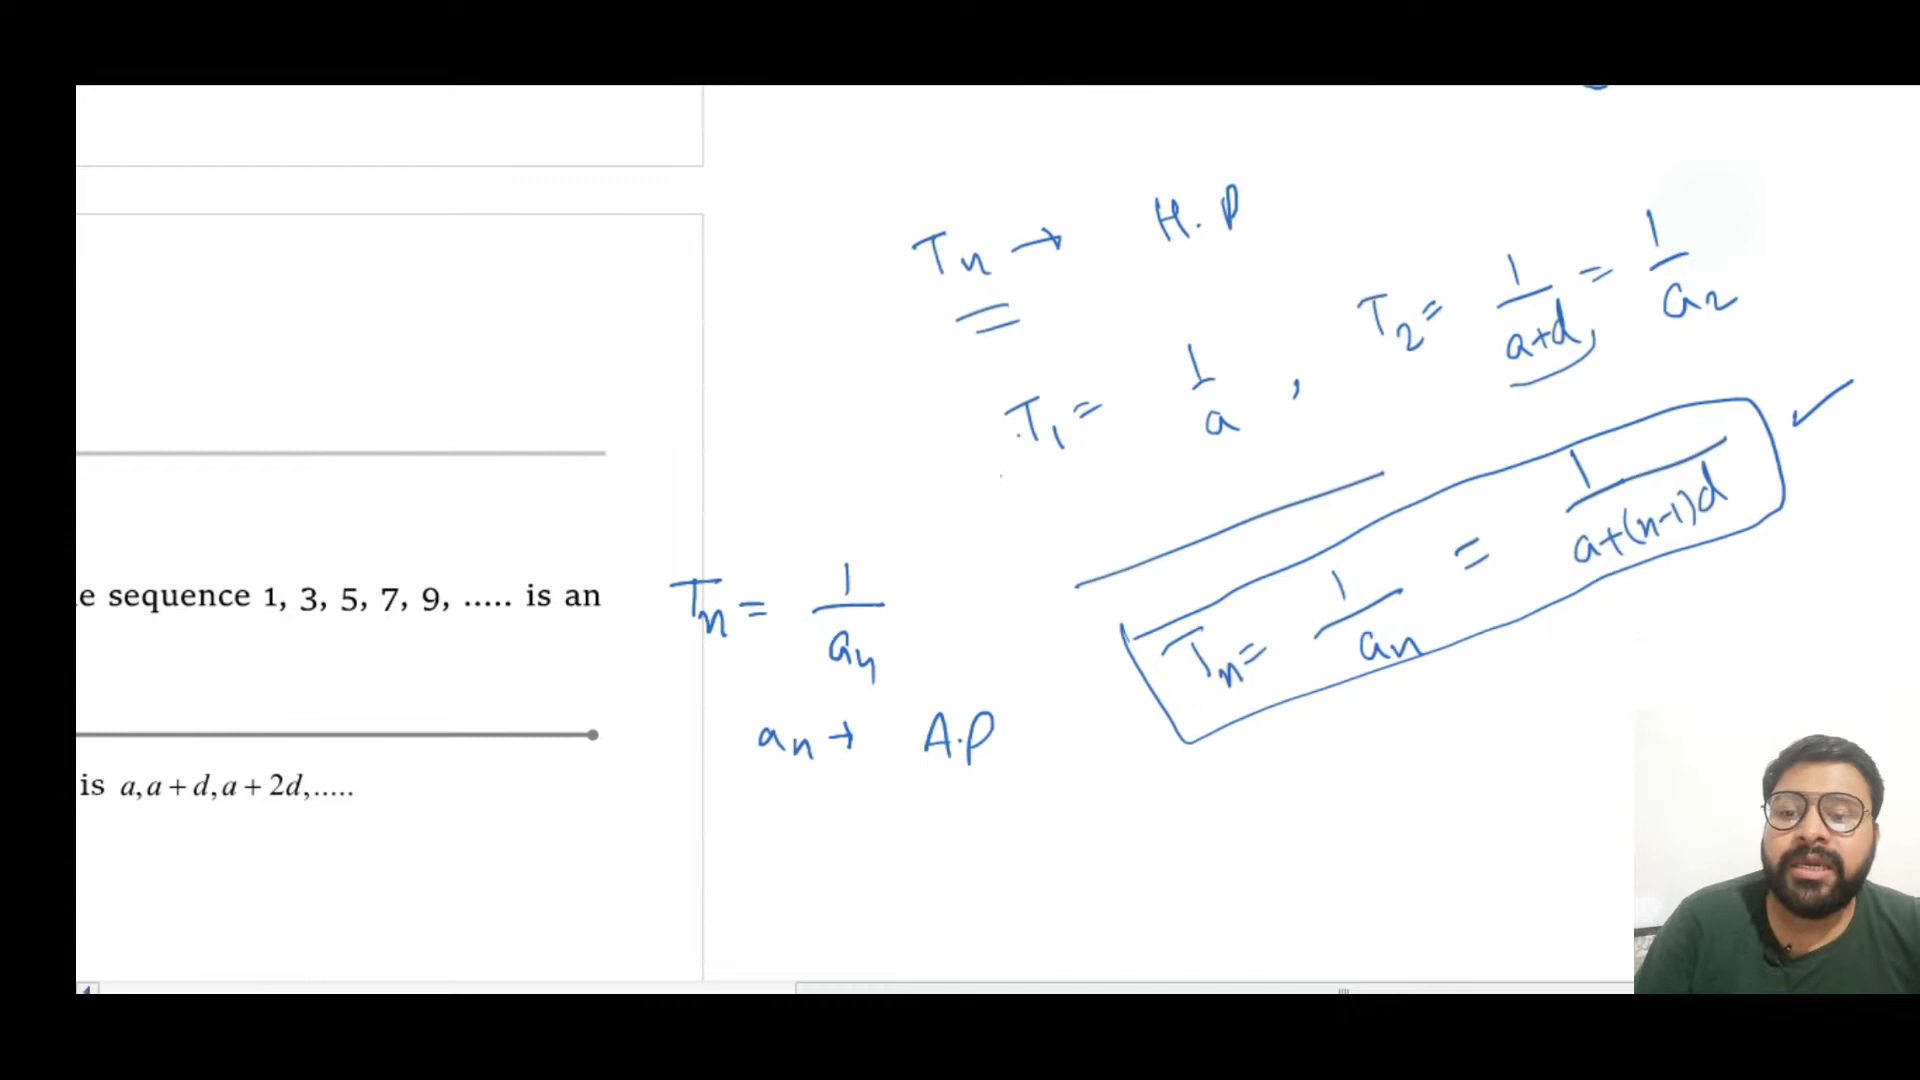 Tn → H.P
T1 = 1/a , T2 = 1/a+d, = 1/a2
e sequence 1, 3, 5, 7, 9, ..... is an
Tn = 1/an
an → A.P
Tn = 1/an = 1/a+(n-1)d
is a, a + d, a + 2d, .....